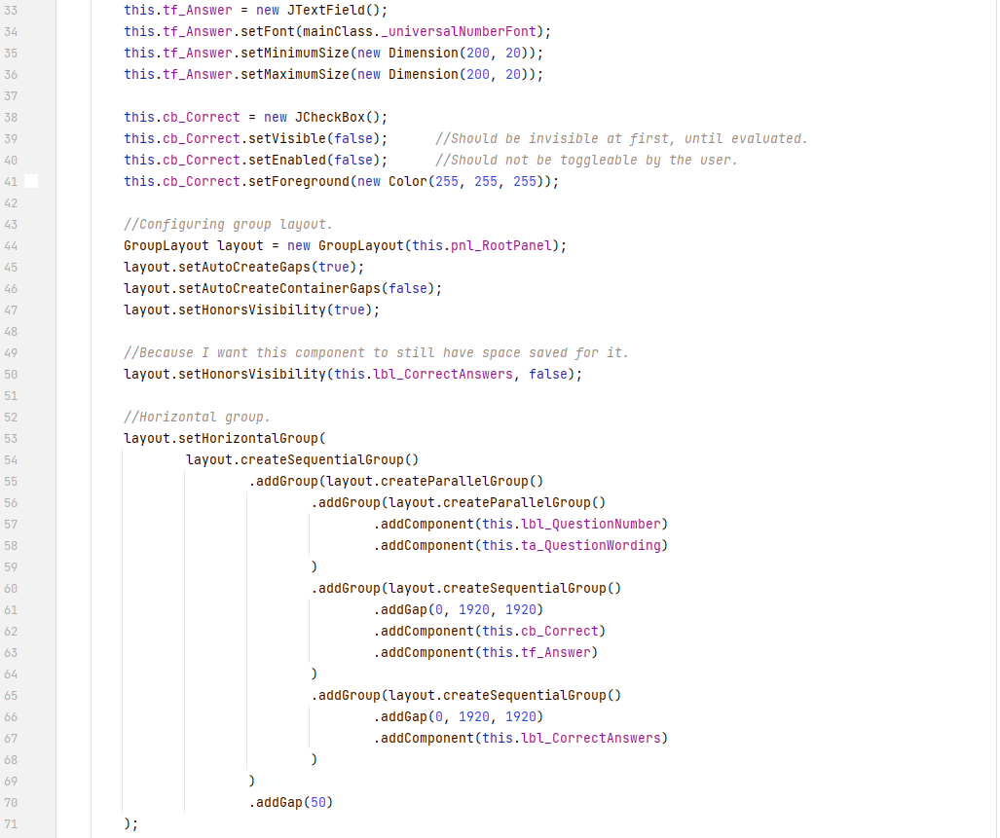 33 this.tf_Answer = new JTextField();
34 this.tf_Answer.setFont(mainClass._universalNumberFont);
35 this.tf_Answer.setMinimumSize(new Dimension(200, 20));
36 this.tf_Answer.setMaximumSize(new Dimension(200, 20));
37
38 this.cb_Correct = new JCheckBox();
39 this.cb_Correct.setVisible(false);      //Should be invisible at first, until evaluated.
40 this.cb_Correct.setEnabled(false);      //Should not be toggleable by the user.
41 this.cb_Correct.setForeground(new Color(255, 255, 255));
42
43 //Configuring group layout.
44 GroupLayout layout = new GroupLayout(this.pnl_RootPanel);
45 layout.setAutoCreateGaps(true);
46 layout.setAutoCreateContainerGaps(false);
47 layout.setHonorsVisibility(true);
48
49 //Because I want this component to still have space saved for it.
50 layout.setHonorsVisibility(this.lbl_CorrectAnswers, false);
51
52 //Horizontal group.
53 layout.setHorizontalGroup(
54         layout.createSequentialGroup()
55                 .addGroup(layout.createParallelGroup()
56                         .addGroup(layout.createParallelGroup()
57                                 .addComponent(this.lbl_QuestionNumber)
58                                 .addComponent(this.ta_QuestionWording)
59                         )
60                         .addGroup(layout.createSequentialGroup()
61                                 .addGap(0, 1920, 1920)
62                                 .addComponent(this.cb_Correct)
63                                 .addComponent(this.tf_Answer)
64                         )
65                         .addGroup(layout.createSequentialGroup()
66                                 .addGap(0, 1920, 1920)
67                                 .addComponent(this.lbl_CorrectAnswers)
68                         )
69                 )
70                 .addGap(50)
71 );